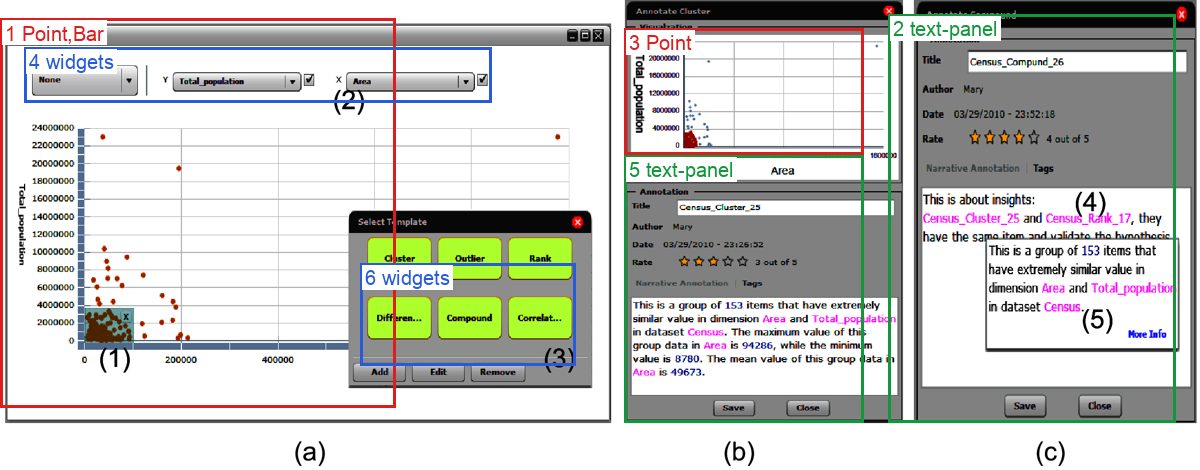 1 Point,Bar
4 widgets
None
Y
Total_population
X
Area
(2)
24000000
22000000
20000000
18000000
16000000
14000000
12000000
10000000
8000000
6000000
4000000
2000000
0
Total_population
X
0
200000
400000
(1)
Select Template
Cluster
Outlier
Rank
6 widgets
Differen...
Compound
Correlat...
(3)
Add
Edit
Remove
(a)
Annotate Cluster
Visualization
3 Point
20000000
16000000
12000000
8000000
4000000
0
Total_population
1600000
Area
5 text-panel
Annotation
Title
Census_Cluster_25
Author
Mary
Date
03/29/2010 - 23:26:52
Rate
3 out of 5
Narrative Annotation
Tags
This is a group of 153 items that have extremely
similar value in dimension Area and Total_population
in dataset Census. The maximum value of this
group data in Area is 94286, while the minimum
value is 8780. The mean value of this group data in
Area is 49673.
Save
Close
(b)
Annotate Compound
2 text-panel
Annotation
Title
Census_Compund_26
Author
Mary
Date
03/29/2010 - 23:52:18
Rate
4 out of 5
Narrative Annotation
Tags
This is about insights:
(4)
Census_Cluster_25 and Census_Rank_17, they
have the same item and validate the hypothesis
This is a group of 153 items that
have extremely similar value in
dimension Area and Total_population
in dataset Census.
(5)
More Info
Save
Close
(c)